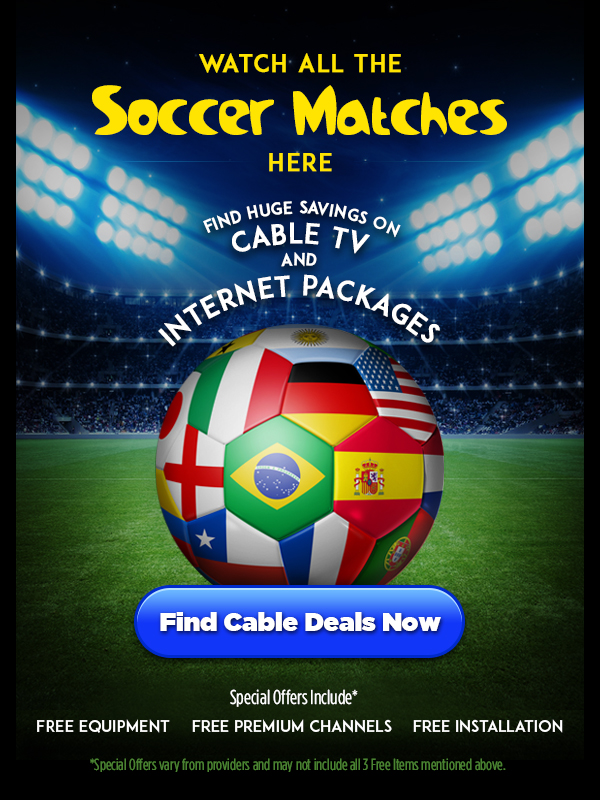 WATCH ALL THE
Soccer Matches
HERE
FIND HUGE SAVINGS ON
CABLE TV
AND
INTERNET PACKAGES
Find Cable Deals Now
Special Offers Include*
FREE EQUIPMENT FREE PREMIUM CHANNELS FREE INSTALLATION
*Special Offers vary from providers and may not include all 3 Free Items mentioned above.